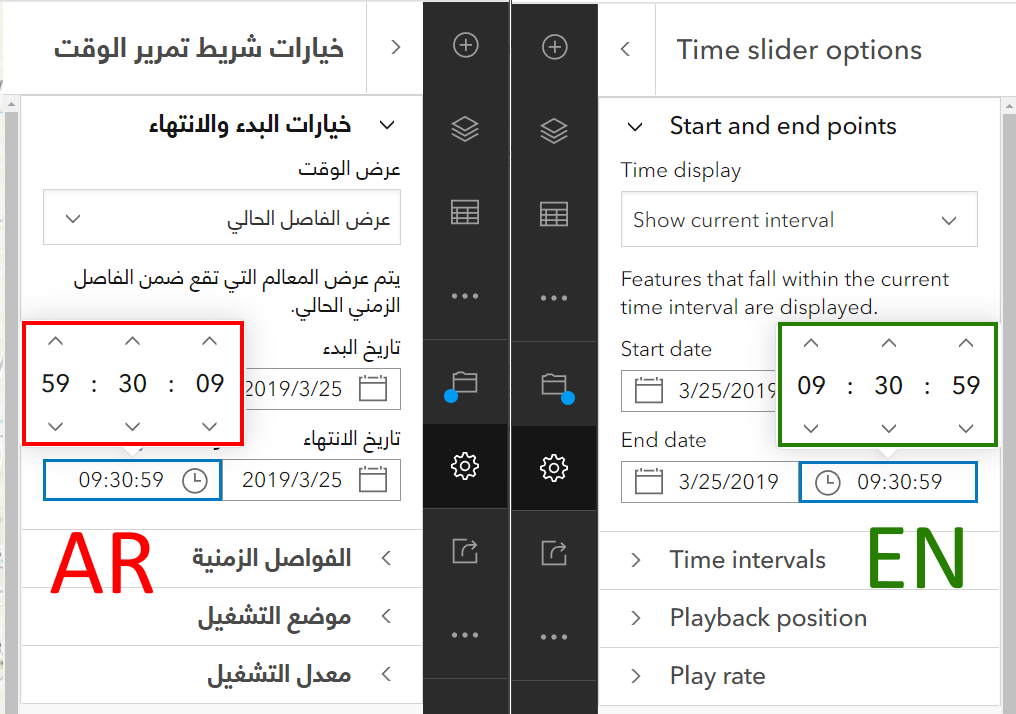 خيارات شريط تمرير الوقت
خيارات البدء والانتهاء
عرض الوقت
عرض الفاصل الحالي
يتم عرض المعالم التي تقع ضمن الفاصل
الزمني الحالي.
تاريخ البدء
2019/3/25
59 : 30 : 09
تاريخ الانتهاء
2019/3/25
09:30:59
الفواصل الزمنية
AR
موضع التشغيل
معدل التشغيل
Time slider options
Start and end points
Time display
Show current interval
Features that fall within the current
time interval are displayed.
Start date
3/25/2019
09 : 30 : 59
End date
3/25/2019
09:30:59
Time intervals
EN
Playback position
Play rate